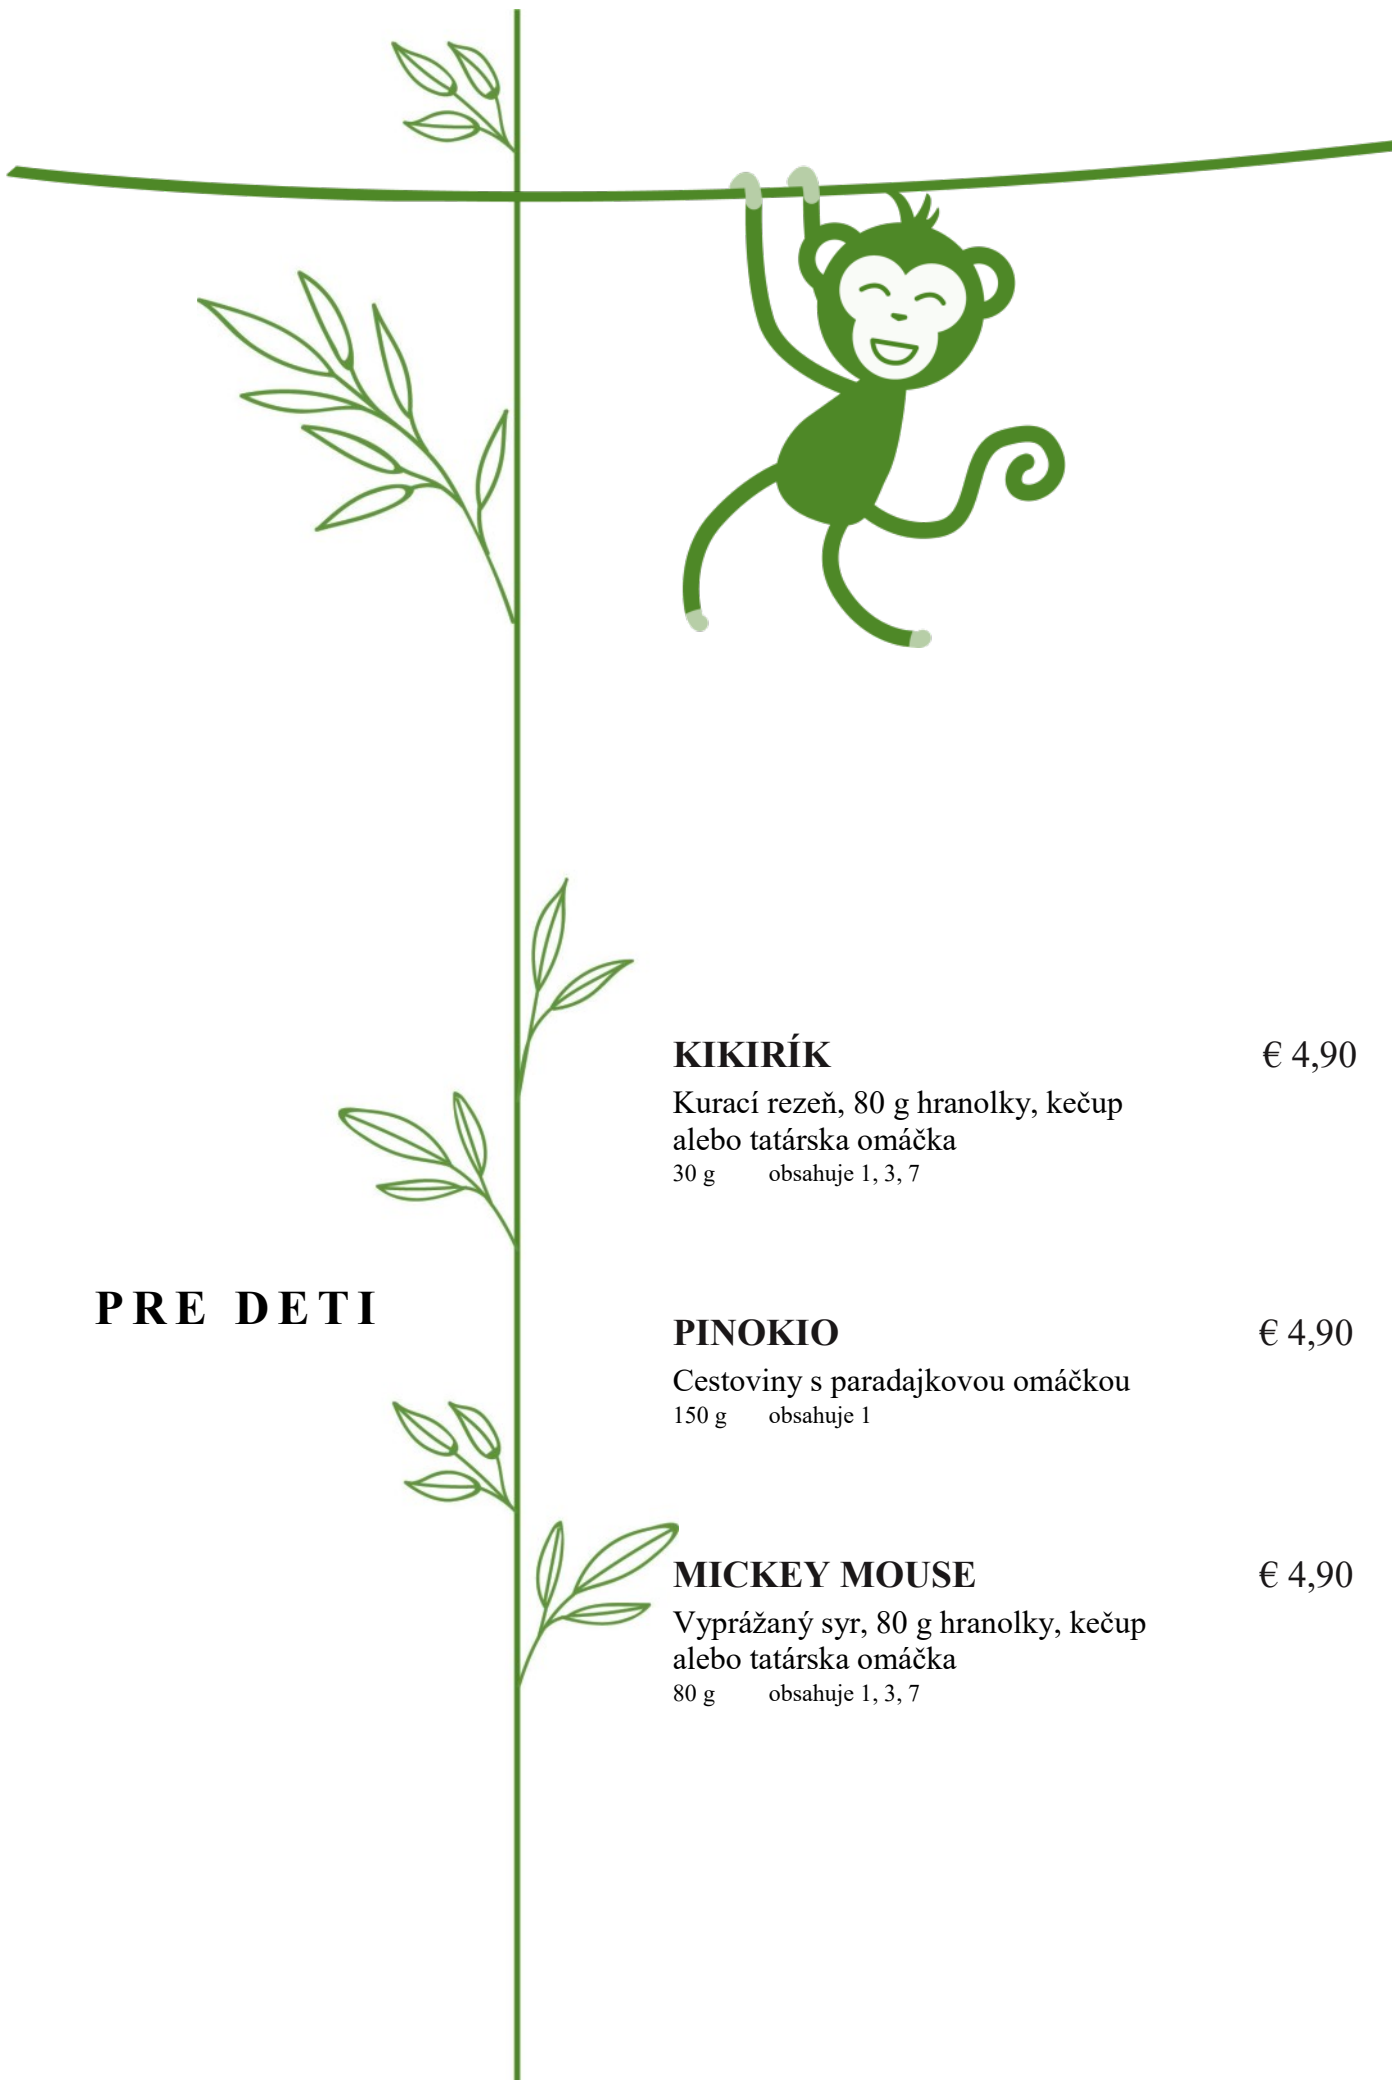 PRE DETI
KIKIRÍK € 4,90
Kurací rezeň, 80 g hranolky, kečup
alebo tatárska omáčka
30 g obsahuje 1, 3, 7
PINOKIO € 4,90
Cestoviny s paradajkovou omáčkou
150 g obsahuje 1
MICKEY MOUSE € 4,90
Vyprážaný syr, 80 g hranolky, kečup
alebo tatárska omáčka
80 g obsahuje 1, 3, 7